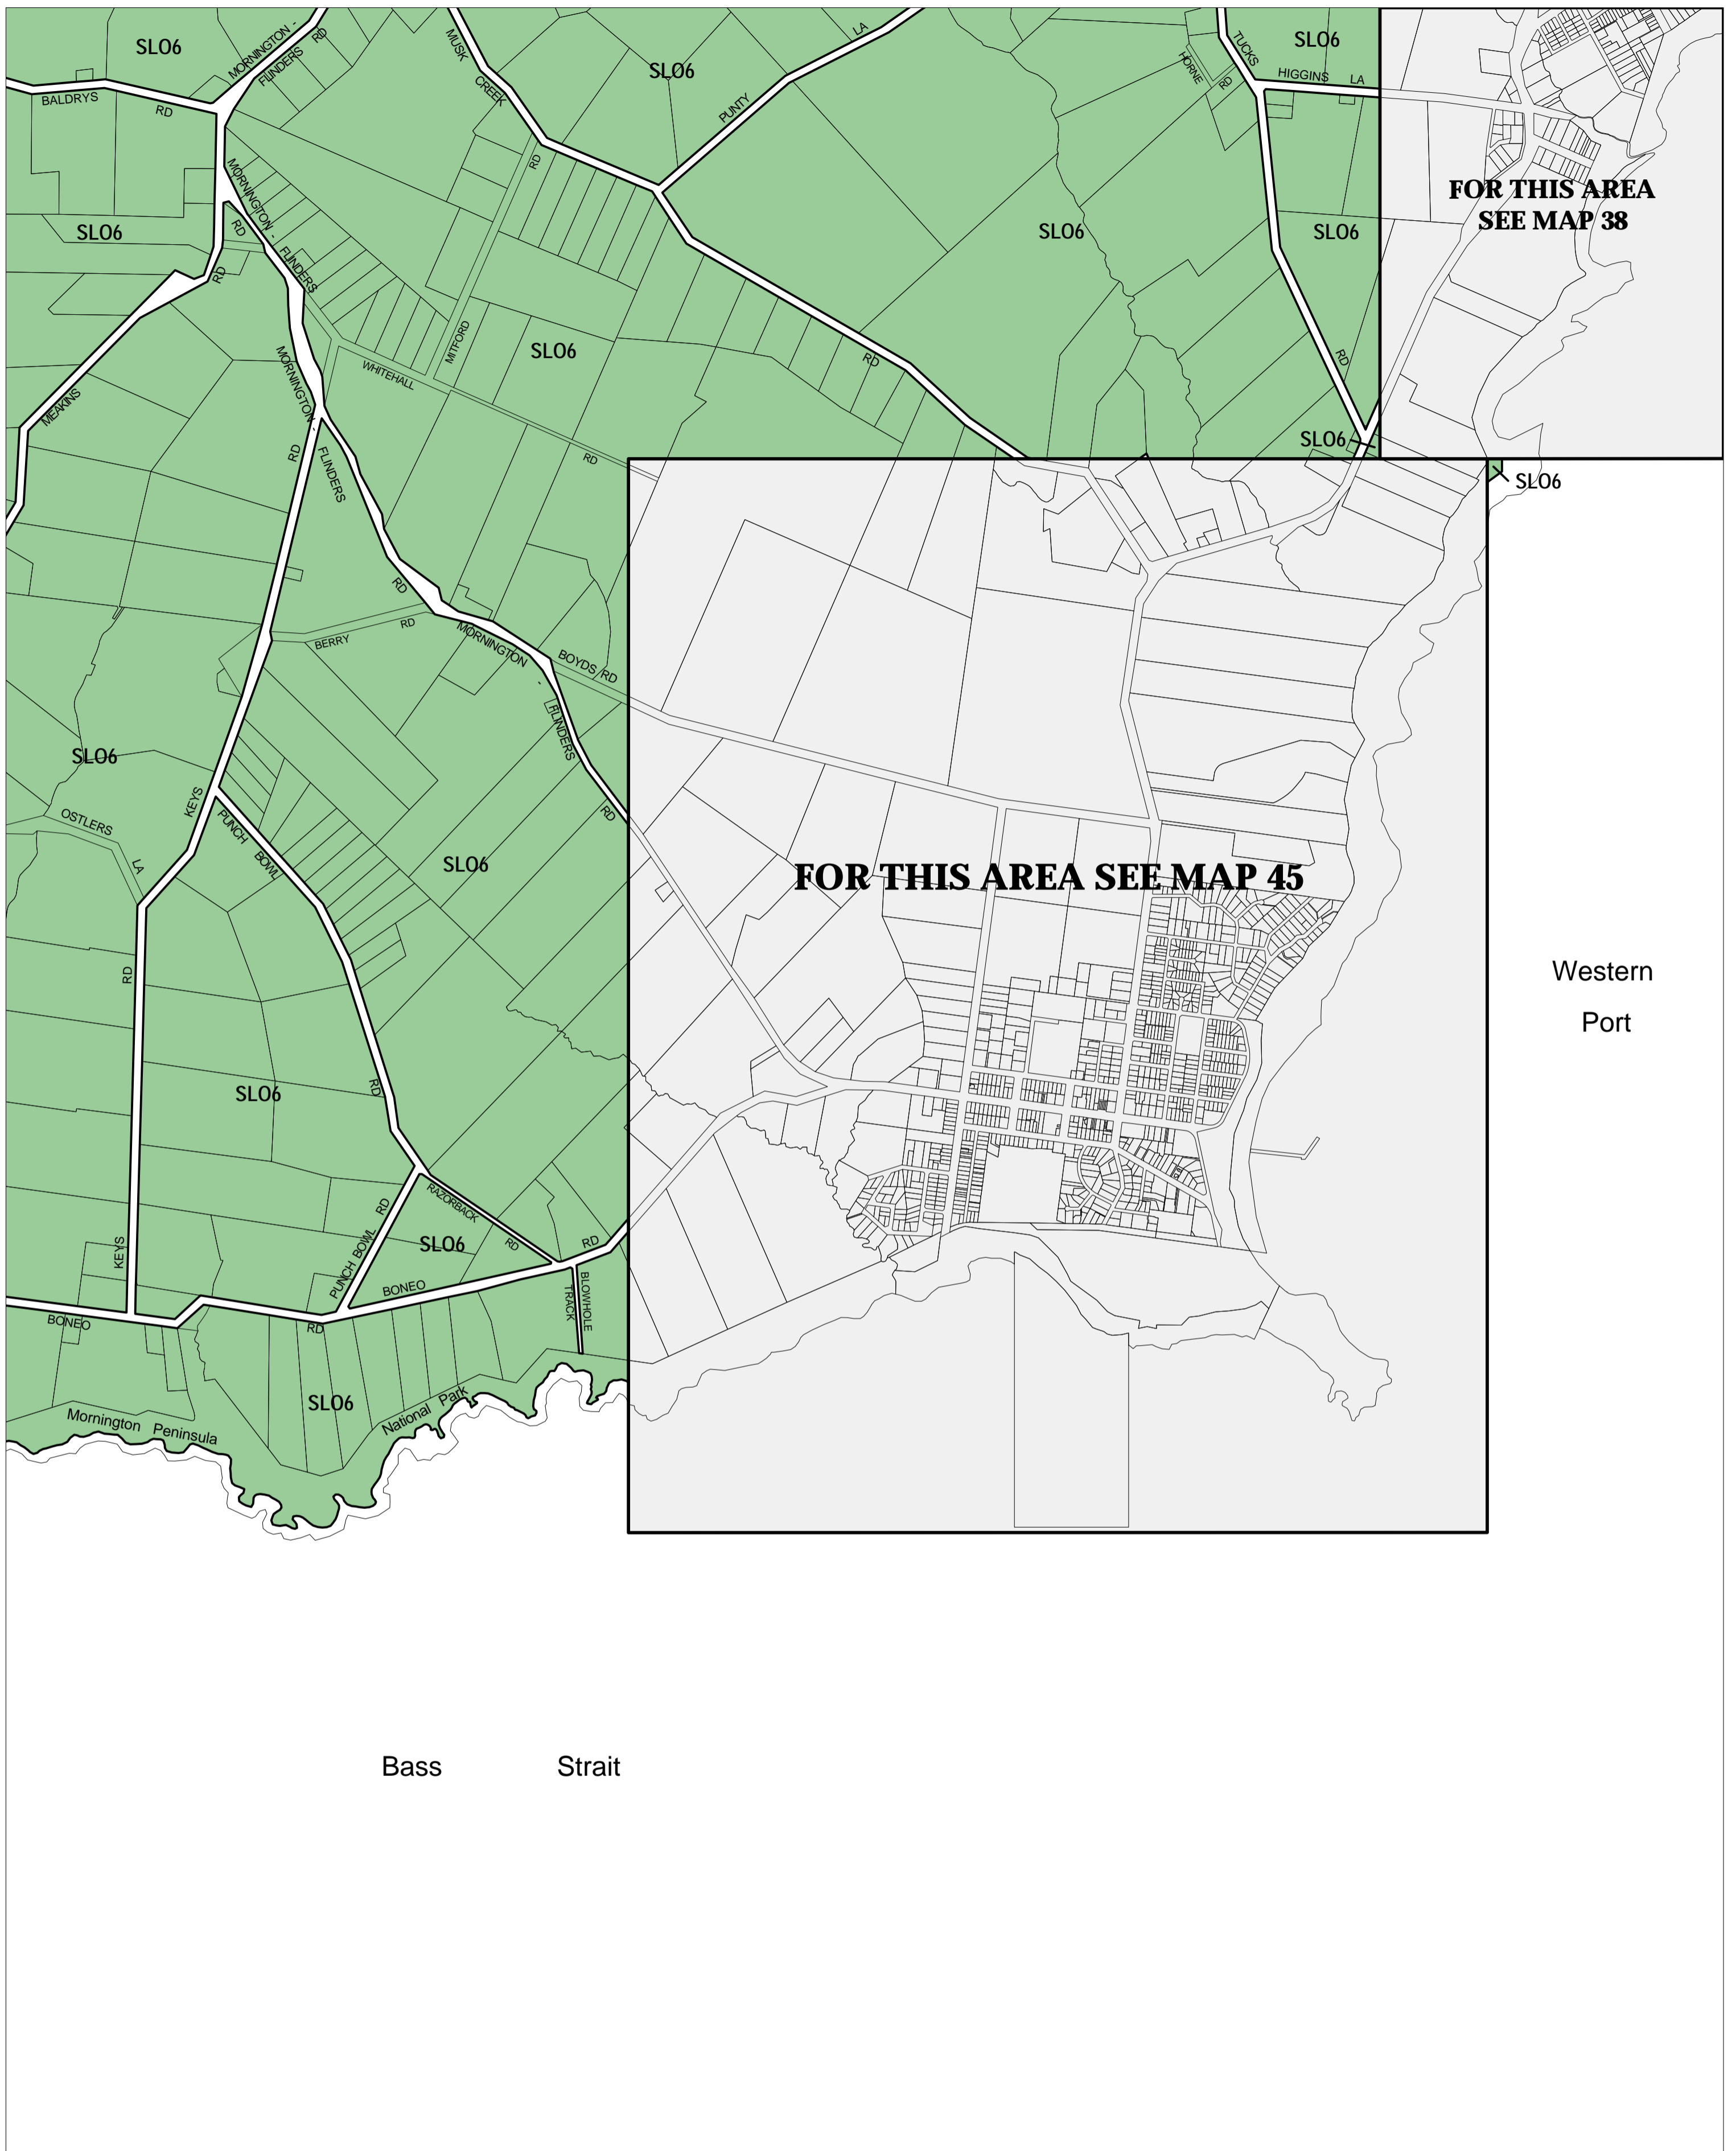 SLO6
MORNINGTON -
FLINDERS
RD
MUSK
CREEK
RD
SLO6
PUNTY
LA
TUCKS
HORNE
RD
SLO6
HIGGINS LA
BALDRYS
RD
FOR THIS AREA
SEE MAP 38
SLO6
RD
MORNINGTON -
FLINDERS
RD
SLO6
SLO6
MEAKINS
MORNINGTON -
FLINDERS
RD
WHITEHALL
RD
MITFORD
SLO6
RD
RD
SLO6
SLO6
RD
BERRY
RD
MORNINGTON
-
FLINDERS
RD
BOYDS RD
SLO6
OSTLERS
LA
KEYS
PUNCH
BOWL
SLO6
FOR THIS AREA SEE MAP 45
RD
Western
Port
SLO6
RD
RAZORBACK
RD
KEYS
PUNCH BOWL
RD
SLO6
BONEO
RD
BLOWHOLE
TRACK
BONEO
RD
SLO6
Mornington Peninsula
National Park
Bass Strait